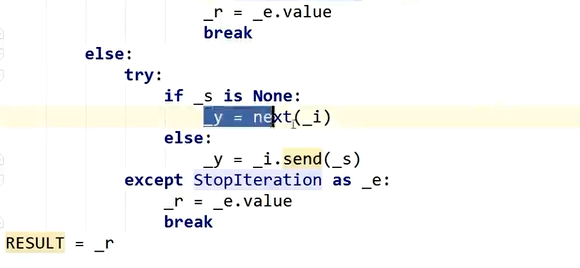 _r = _e.value
break
else:
try:
if _s is None:
_y = next(_i)
else:
_y = _i.send(_s)
except StopIteration as _e:
_r = _e.value
break
RESULT = _r